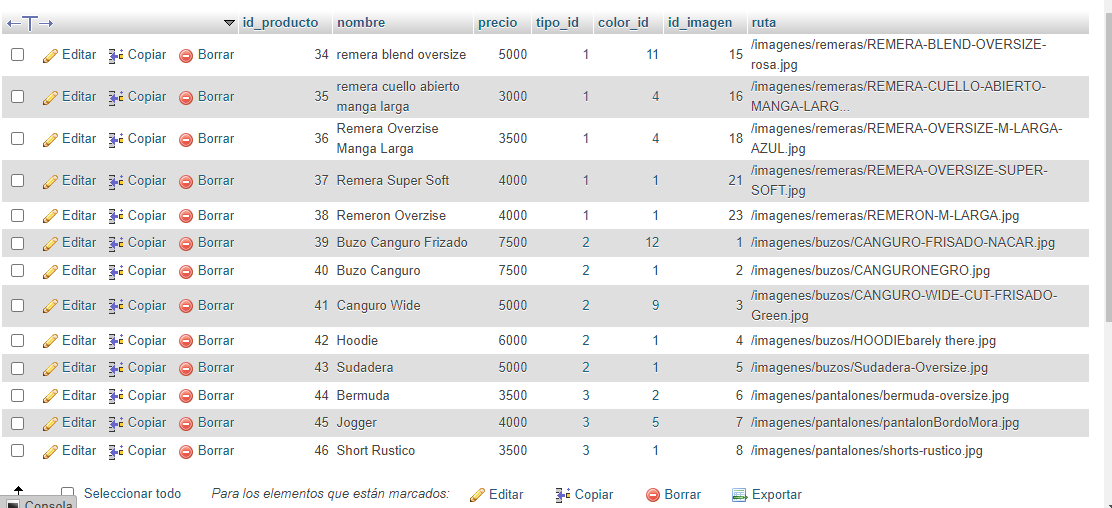 ←T→ id_producto nombre precio tipo_id color_id id_imagen ruta
Editar Copiar Borrar 34 remera blend oversize 5000 1 11 15 /imagenes/remeras/REMERA-BLEND-OVERSIZE-
rosa.jpg
Editar Copiar Borrar 35 remera cuello abierto
manga larga 3000 1 4 16 /imagenes/remeras/REMERA-CUELLO-ABIERTO-
MANGA-LARG...
Editar Copiar Borrar 36 Remera Overzise
Manga Larga 3500 1 4 18 /imagenes/remeras/REMERA-OVERSIZE-M-LARGA-
AZUL.jpg
Editar Copiar Borrar 37 Remera Super Soft 4000 1 1 21 /imagenes/remeras/REMERA-OVERSIZE-SUPER-
SOFT.jpg
Editar Copiar Borrar 38 Remeron Overzise 4000 1 1 23 /imagenes/remeras/REMERON-M-LARGA.jpg
Editar Copiar Borrar 39 Buzo Canguro Frizado 7500 2 12 1 /imagenes/buzos/CANGURO-FRISADO-NACAR.jpg
Editar Copiar Borrar 40 Buzo Canguro 7500 2 1 2 /imagenes/buzos/CANGURONEGRO.jpg
Editar Copiar Borrar 41 Canguro Wide 5000 2 9 3 /imagenes/buzos/CANGURO-WIDE-CUT-FRISADO-
Green.jpg
Editar Copiar Borrar 42 Hoodie 6000 2 1 4 /imagenes/buzos/HOODIEbarely there.jpg
Editar Copiar Borrar 43 Sudadera 5000 2 1 5 /imagenes/buzos/Sudadera-Oversize.jpg
Editar Copiar Borrar 44 Bermuda 3500 3 2 6 /imagenes/pantalones/bermuda-oversize.jpg
Editar Copiar Borrar 45 Jogger 4000 3 5 7 /imagenes/pantalones/pantalonBordoMora.jpg
Editar Copiar Borrar 46 Short Rustico 3500 3 1 8 /imagenes/pantalones/shorts-rustico.jpg
Seleccionar todo Para los elementos que están marcados: Editar Copiar Borrar Exportar
Consola